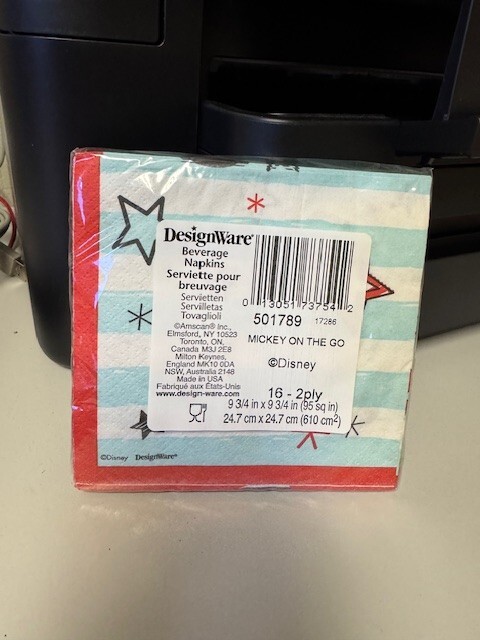 DesignWare®
Beverage
Napkins
Serviette pour
breuvage
Servietten
Servilletas
Tovaglioli
©Amscan® Inc.,
Elmsford, NY 10523
Toronto, ON,
Canada M3J 2E8
Milton Keynes,
England MK10 0DA
NSW, Australia 2148
Made in USA
Fabriqué aux États-Unis
www.design-ware.com
0 13051 73754 2
501789 17286
MICKEY ON THE GO
©Disney
16 - 2ply
9 3/4 in x 9 3/4 in (95 sq in)
24.7 cm x 24.7 cm (610 cm²)
©Disney DesignWare®